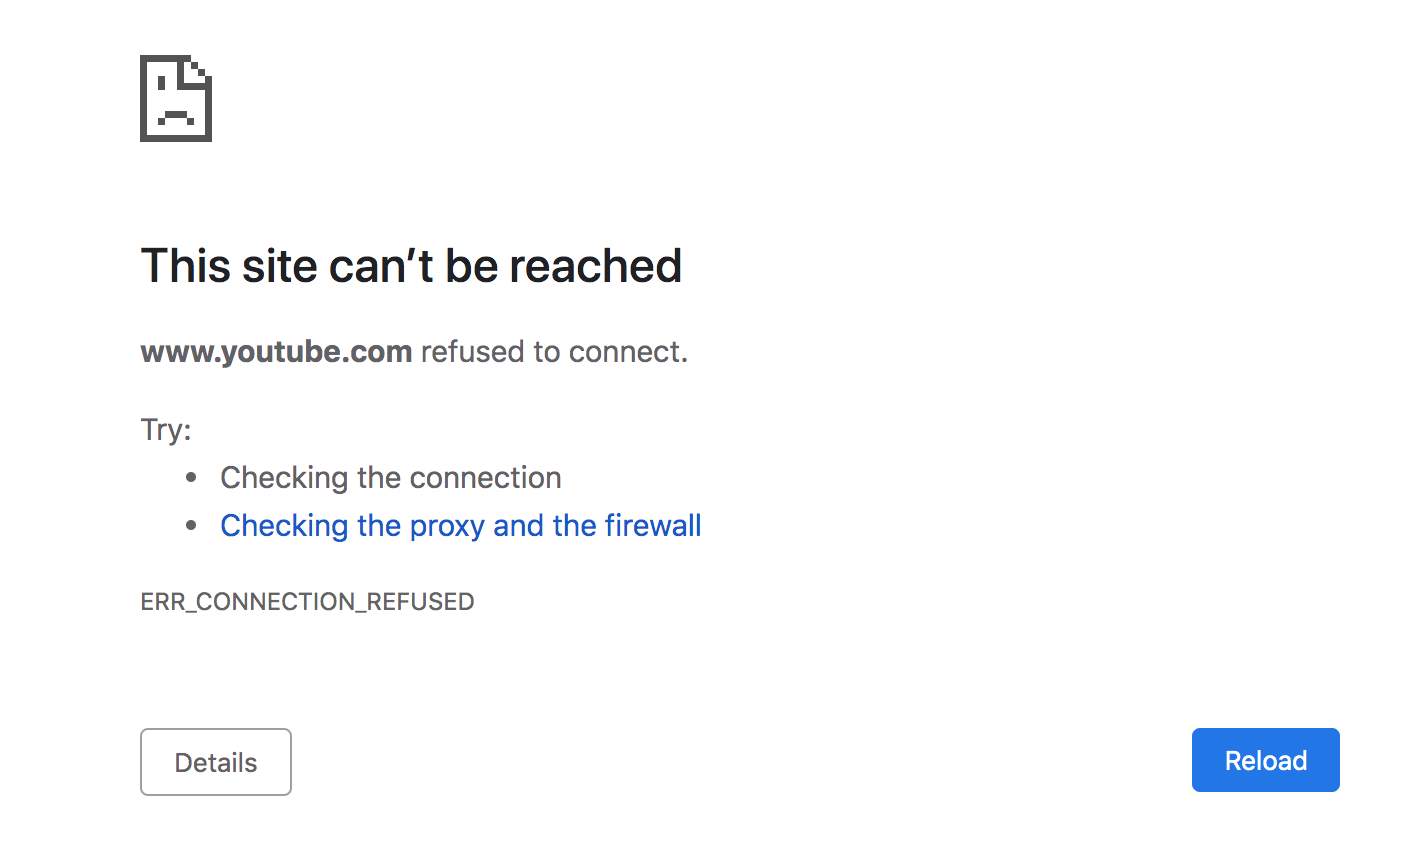 This site can’t be reached
www.youtube.com refused to connect.
Try:
• Checking the connection
• Checking the proxy and the firewall
ERR_CONNECTION_REFUSED
Details
Reload